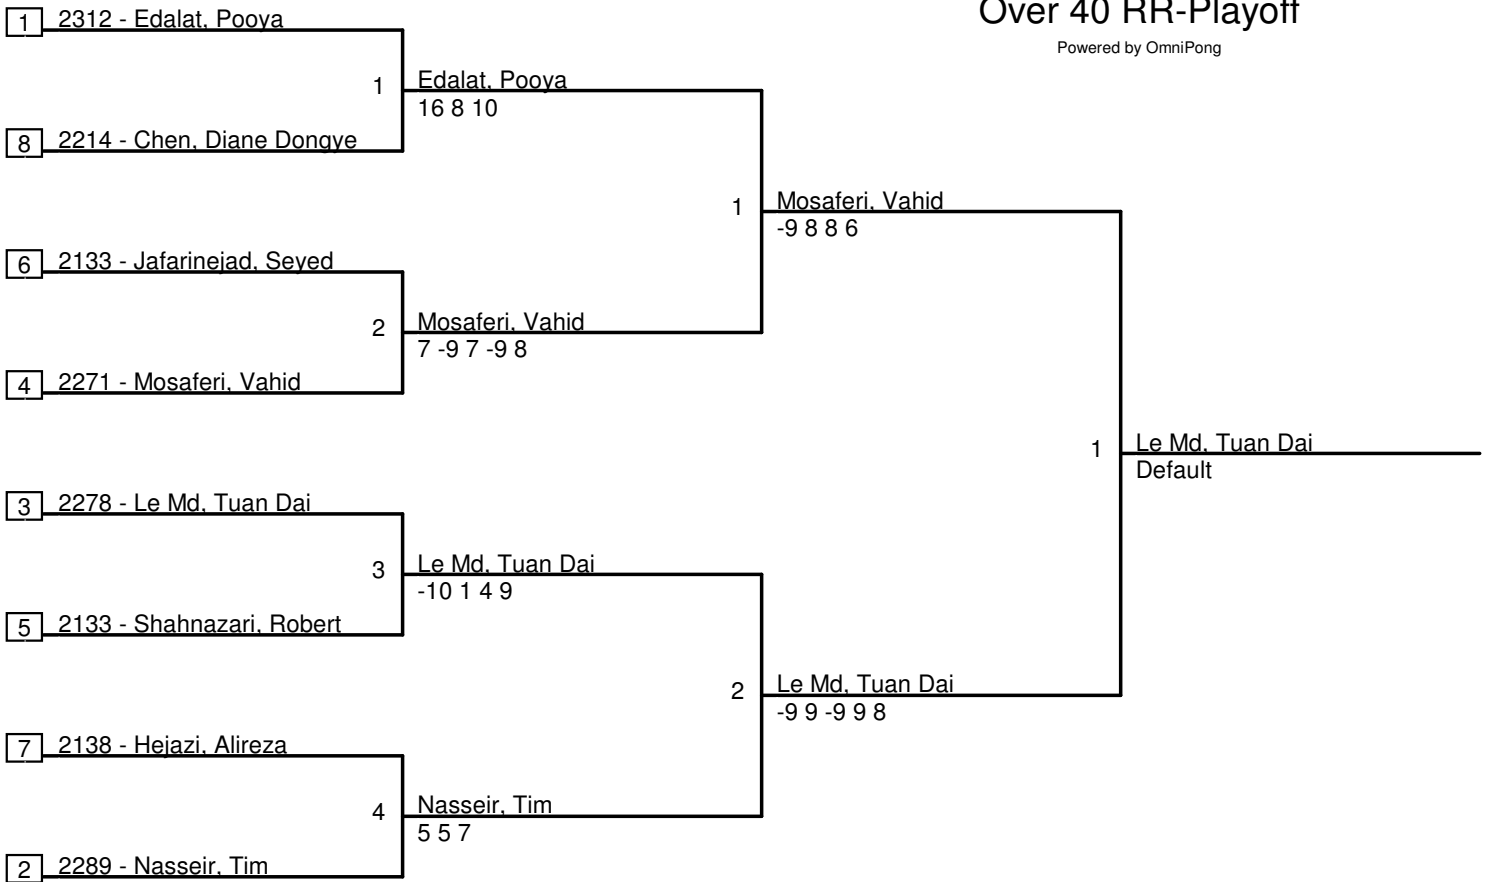 Over 40 RR-Playoff
Powered by OmniPong
1 2312 - Edalat, Pooya
1 Edalat, Pooya
16 8 10
8 2214 - Chen, Diane Dongye
1 Mosaferi, Vahid
-9 8 8 6
6 2133 - Jafarinejad, Seyed
2 Mosaferi, Vahid
7 -9 7 -9 8
4 2271 - Mosaferi, Vahid
1 Le Md, Tuan Dai
Default
3 2278 - Le Md, Tuan Dai
3 Le Md, Tuan Dai
-10 1 4 9
5 2133 - Shahnazari, Robert
2 Le Md, Tuan Dai
-9 9 -9 9 8
7 2138 - Hejazi, Alireza
4 Nasseir, Tim
5 5 7
2 2289 - Nasseir, Tim